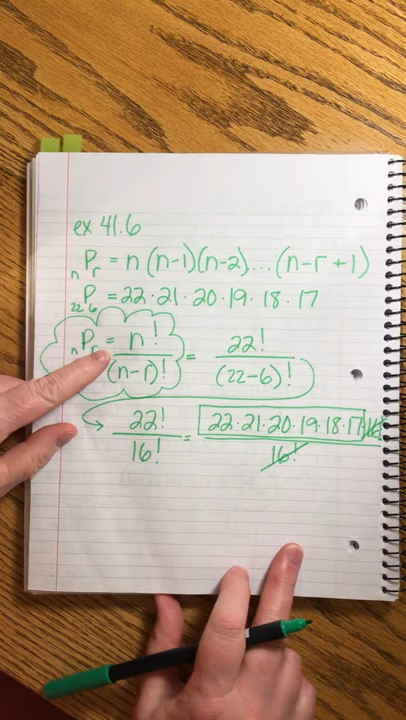 ex 41.6
nPr = n (n-1)(n-2)...(n-r+1)
22P6 = 22·21·20·19·18·17
nPr = n! / (n-r)! = 22! / (22-6)!
22! / 16! = 22·21·20·19·18·17·16! / 16!